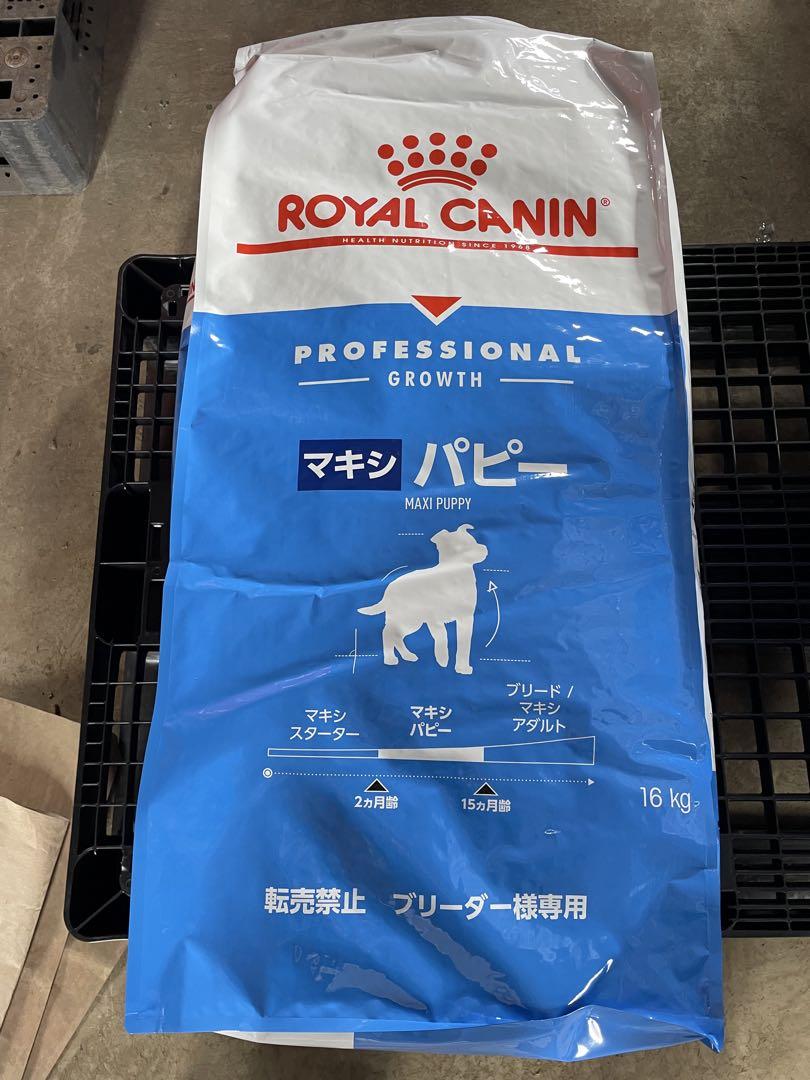 ROYAL CANIN®
HEALTH NUTRITION SINCE 1968
PROFESSIONAL
GROWTH
マキシ パピー
MAXI PUPPY
マキシ
スターター
マキシ
パピー
ブリード /
マキシ
アダルト
2ヵ月齢
15ヵ月齢
16 kg
転売禁止 ブリーダー様専用